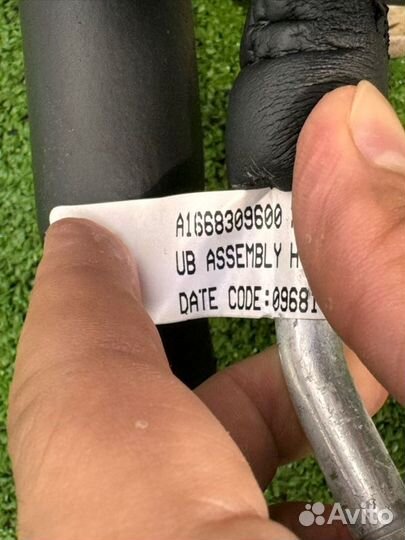 A1668309600
UB ASSEMBLY H
DATE CODE:09681
Avito